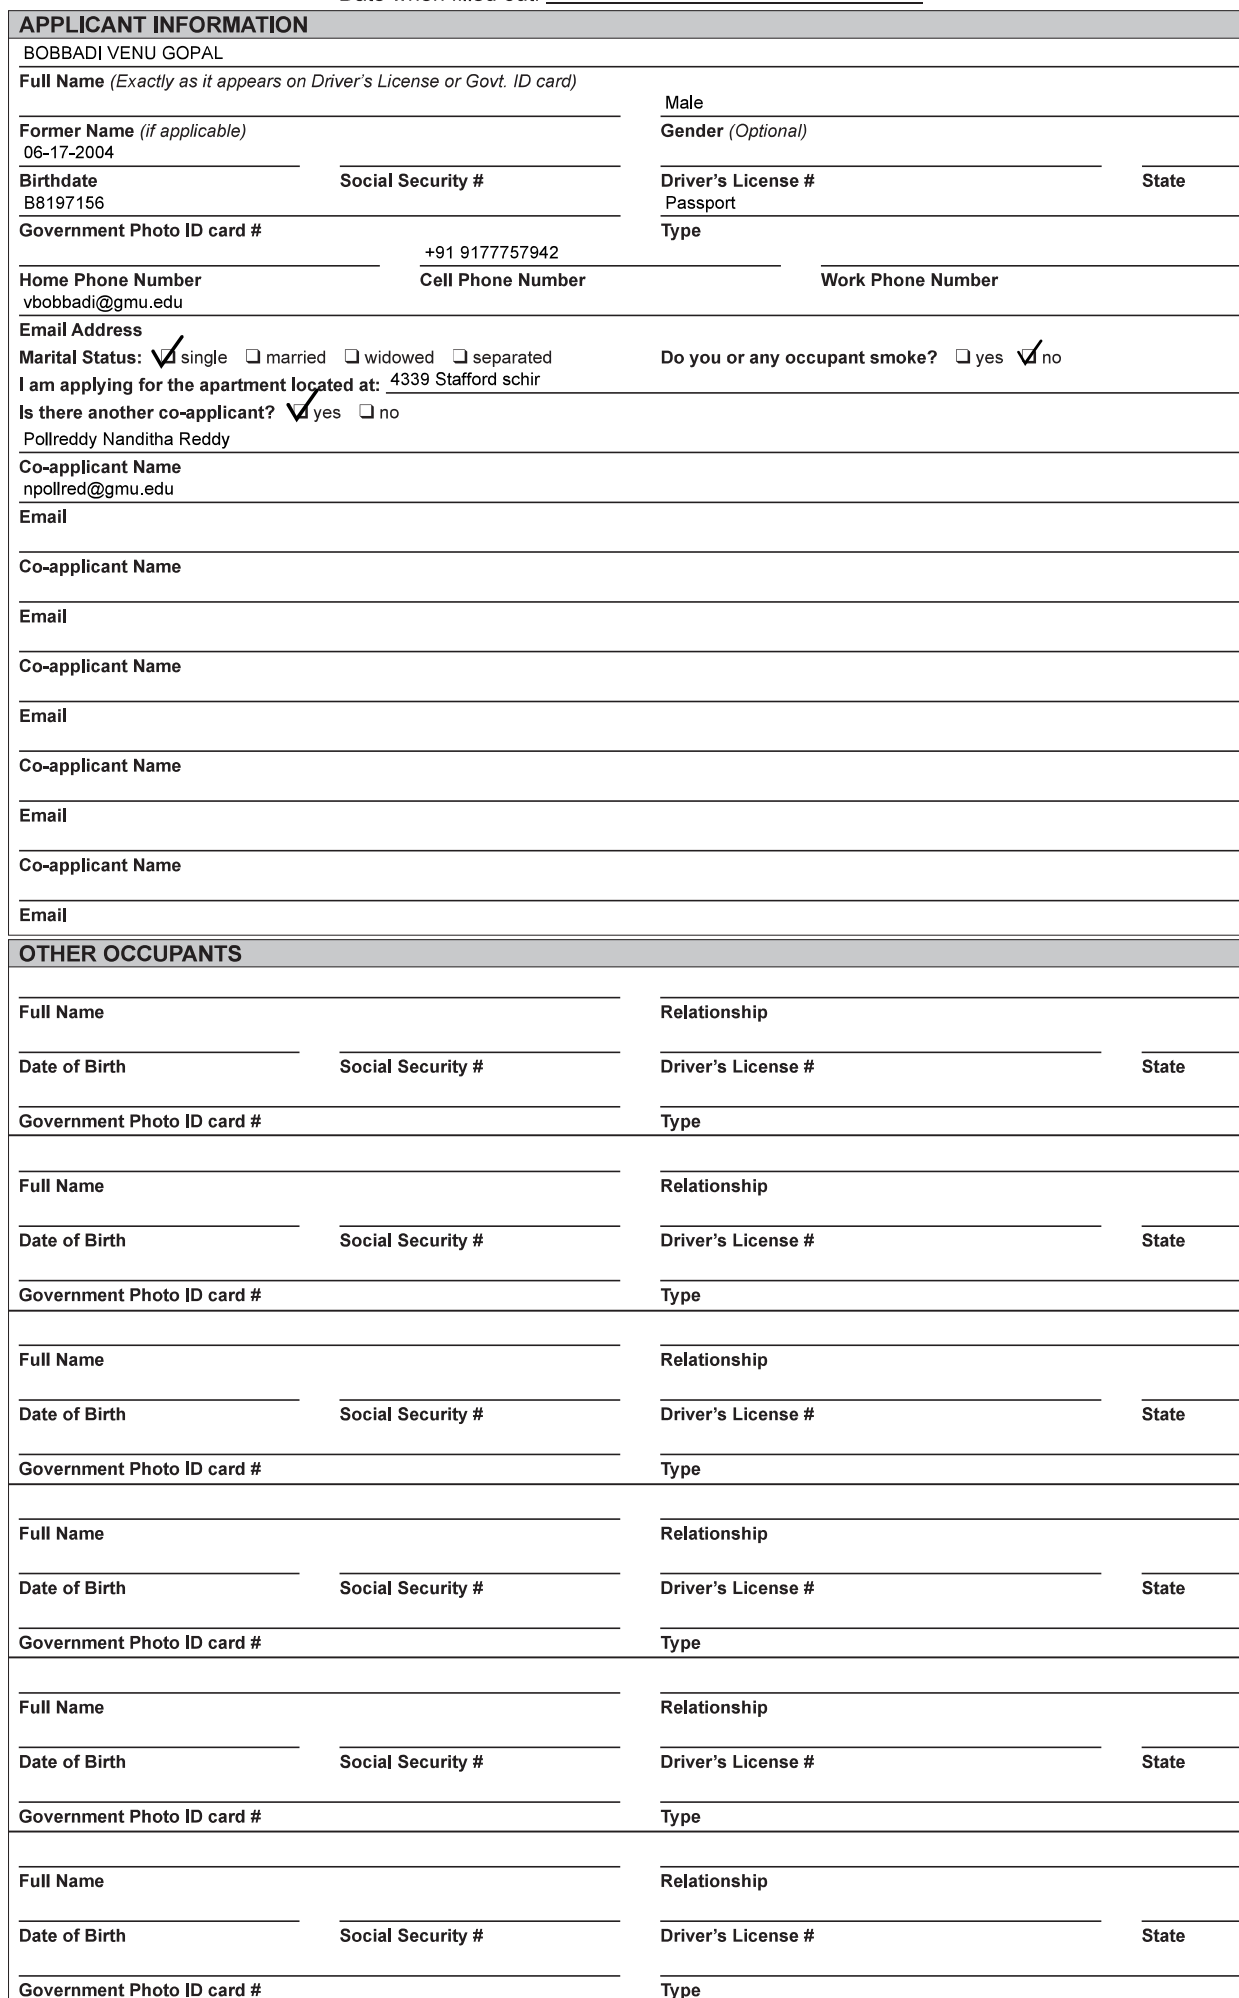 Date when filled out:
APPLICANT INFORMATION
BOBBADI VENU GOPAL
Full Name (Exactly as it appears on Driver's License or Govt. ID card)
Male
Former Name (if applicable) Gender (Optional)
06-17-2004
Birthdate Social Security # Driver's License # State
B8197156 Passport
Government Photo ID card # Type
+91 9177757942
Home Phone Number Cell Phone Number Work Phone Number
vbobbadi@gmu.edu
Email Address
Marital Status: single married widowed separated Do you or any occupant smoke? yes no
I am applying for the apartment located at: 4339 Stafford schir
Is there another co-applicant? yes no
Pollreddy Nanditha Reddy
Co-applicant Name
npollred@gmu.edu
Email
Co-applicant Name
Email
Co-applicant Name
Email
Co-applicant Name
Email
Co-applicant Name
Email
OTHER OCCUPANTS
Full Name Relationship
Date of Birth Social Security # Driver's License # State
Government Photo ID card # Type
Full Name Relationship
Date of Birth Social Security # Driver's License # State
Government Photo ID card # Type
Full Name Relationship
Date of Birth Social Security # Driver's License # State
Government Photo ID card # Type
Full Name Relationship
Date of Birth Social Security # Driver's License # State
Government Photo ID card # Type
Full Name Relationship
Date of Birth Social Security # Driver's License # State
Government Photo ID card # Type
Full Name Relationship
Date of Birth Social Security # Driver's License # State
Government Photo ID card # Type